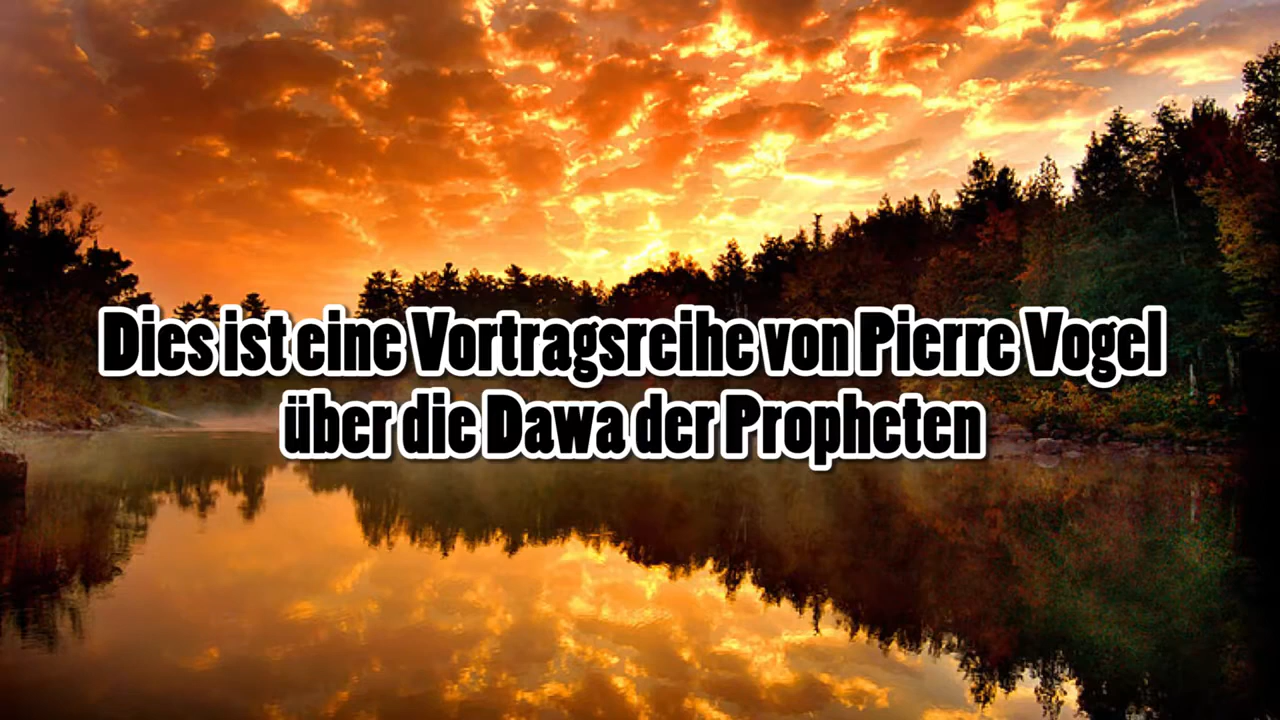 Dies ist eine Vortragsreihe von Pierre Vogel
über die Dawa der Propheten